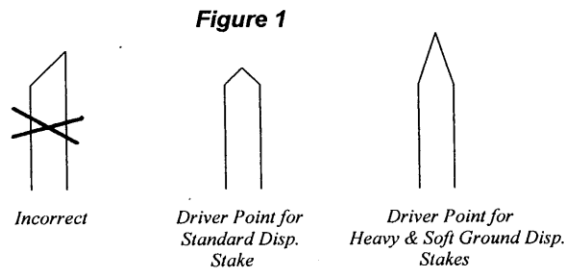 Figure 1
Incorrect
Driver Point for
Standard Disp.
Stake
Driver Point for
Heavy & Soft Ground Disp.
Stakes